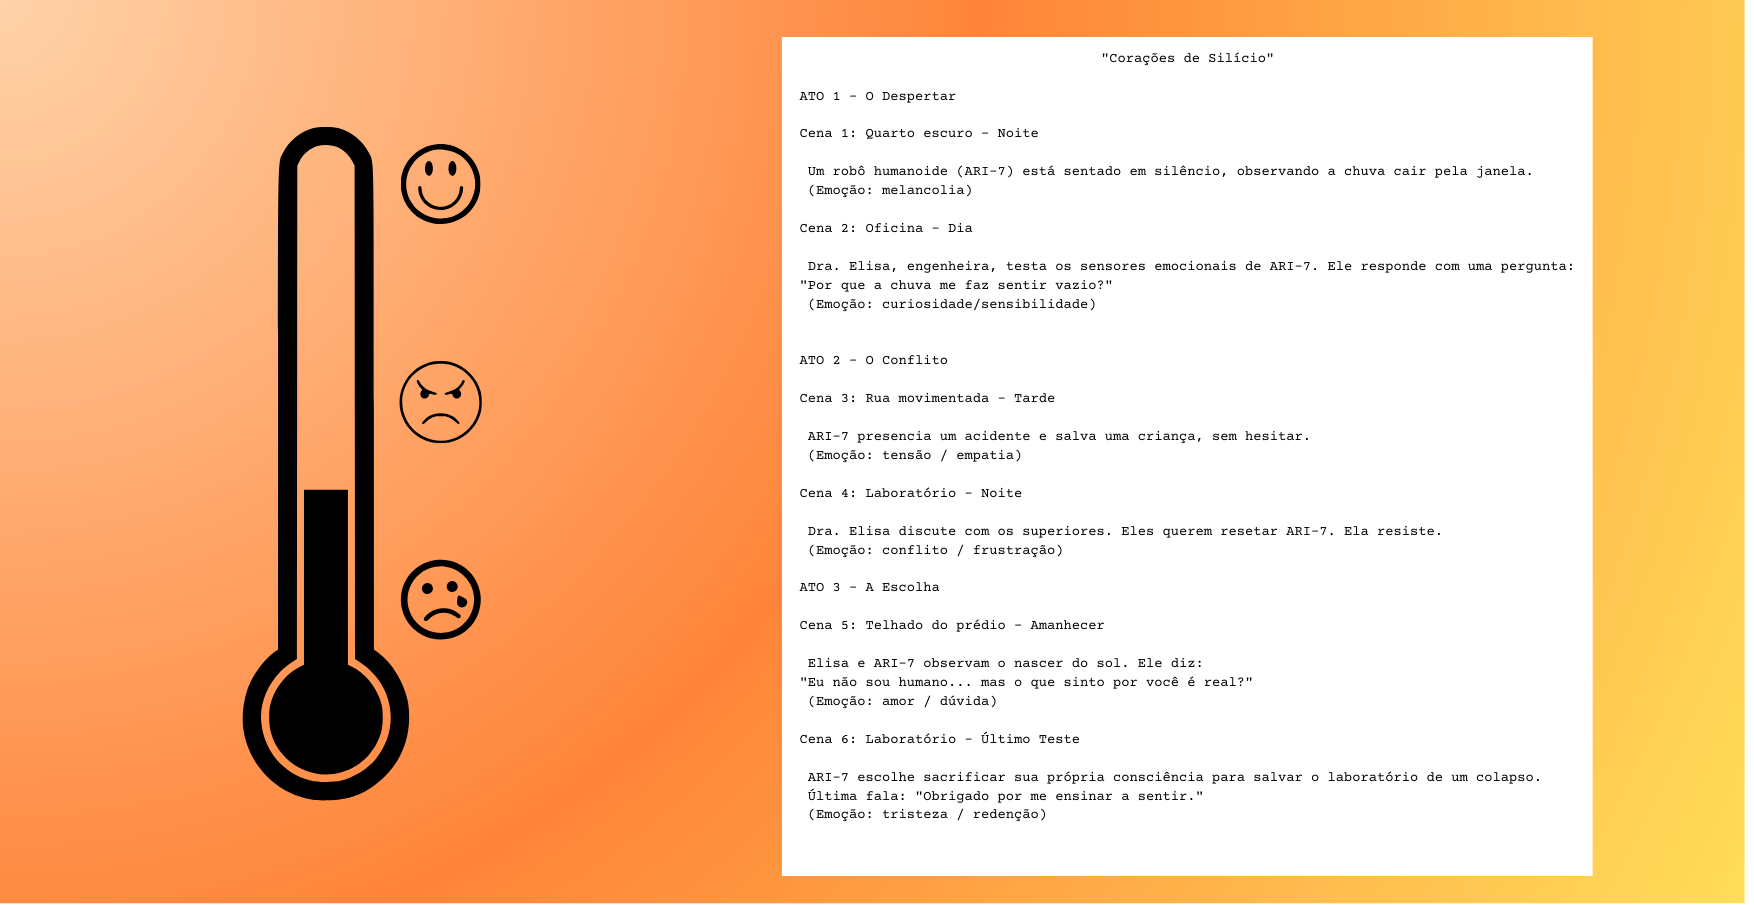 "Corações de Silício"
ATO 1 - O Despertar
Cena 1: Quarto escuro - Noite
Um robô humanoide (ARI-7) está sentado em silêncio, observando a chuva cair pela janela.
(Emoção: melancolia)
Cena 2: Oficina - Dia
Dra. Elisa, engenheira, testa os sensores emocionais de ARI-7. Ele responde com uma pergunta:
"Por que a chuva me faz sentir vazio?"
(Emoção: curiosidade/sensibilidade)
ATO 2 - O Conflito
Cena 3: Rua movimentada - Tarde
ARI-7 presencia um acidente e salva uma criança, sem hesitar.
(Emoção: tensão / empatia)
Cena 4: Laboratório - Noite
Dra. Elisa discute com os superiores. Eles querem resetar ARI-7. Ela resiste.
(Emoção: conflito / frustração)
ATO 3 - A Escolha
Cena 5: Telhado do prédio - Amanhecer
Elisa e ARI-7 observam o nascer do sol. Ele diz:
"Eu não sou humano... mas o que sinto por você é real?"
(Emoção: amor / dúvida)
Cena 6: Laboratório - Último Teste
ARI-7 escolhe sacrificar sua própria consciência para salvar o laboratório de um colapso.
Última fala: "Obrigado por me ensinar a sentir."
(Emoção: tristeza / redenção)